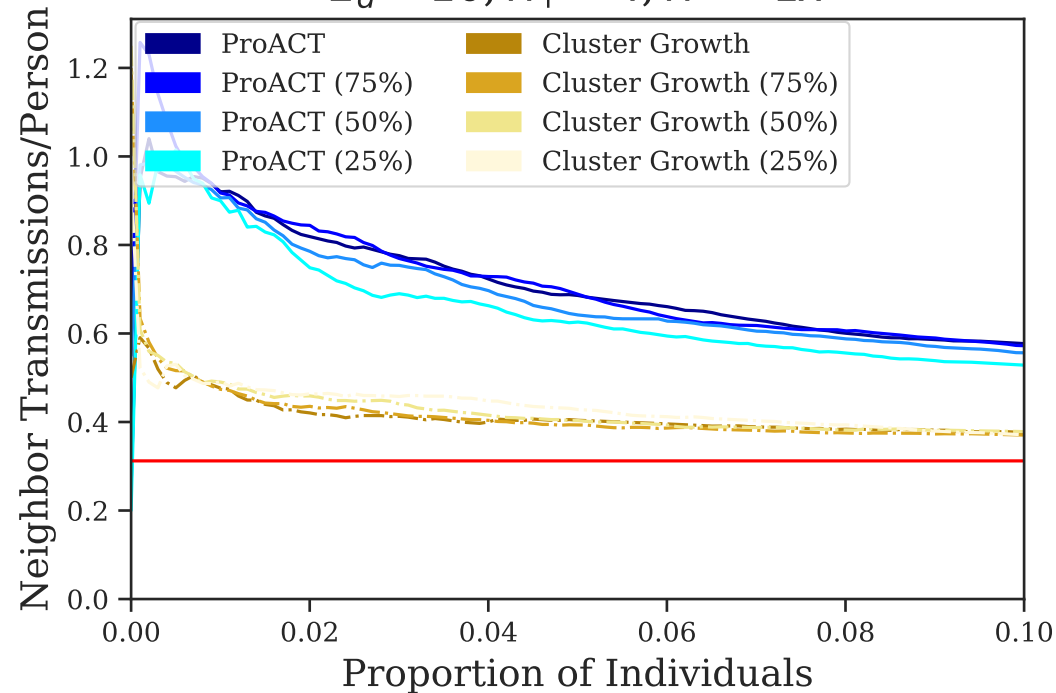 ProACT
ProACT (75%)
ProACT (50%)
ProACT (25%)
Cluster Growth
Cluster Growth (75%)
Cluster Growth (50%)
Cluster Growth (25%)
Neighbor Transmissions/Person
1.2
1.0
0.8
0.6
0.4
0.2
0.0
0.00 0.02 0.04 0.06 0.08 0.10
Proportion of Individuals